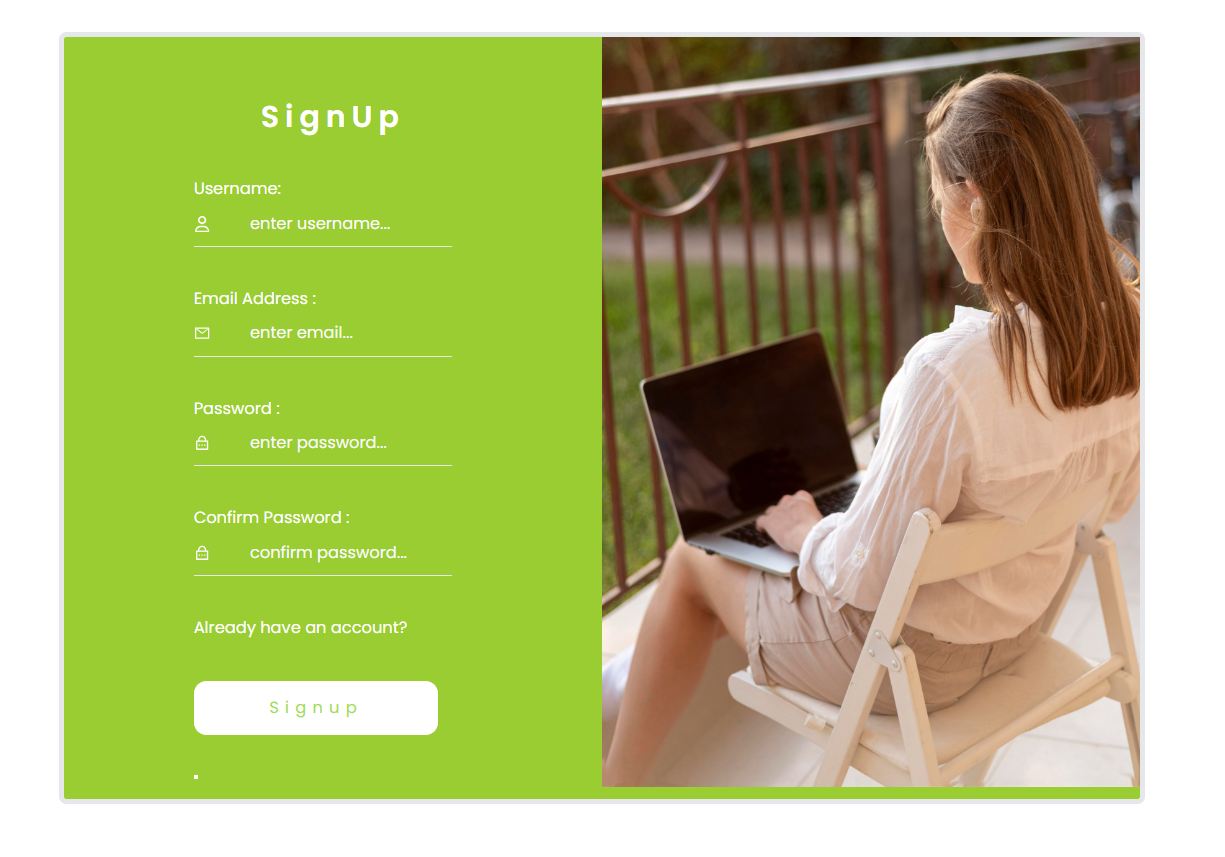 SignUp
Username:
enter username...
Email Address :
enter email...
Password :
enter password...
Confirm Password :
confirm password...
Already have an account?
Signup